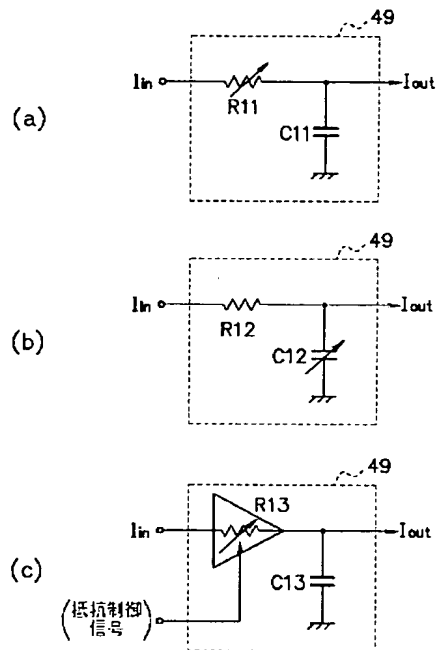 49
Iin
Iout
R11
C11
(a)
49
Iin
Iout
R12
C12
(b)
49
R13
Iin
Iout
C13
(c)
(抵抗制御
信号)